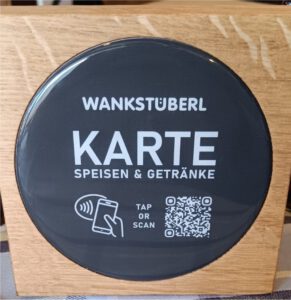 WANKSTÜBERL
KARTE
SPEISEN & GETRÄNKE
TAP
OR
SCAN